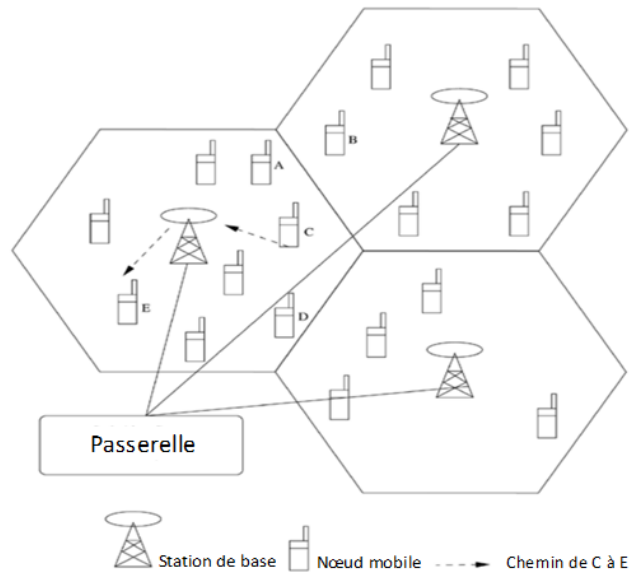 B
A
C
E
D
Passerelle
Station de base
Nœud mobile
Chemin de C à E